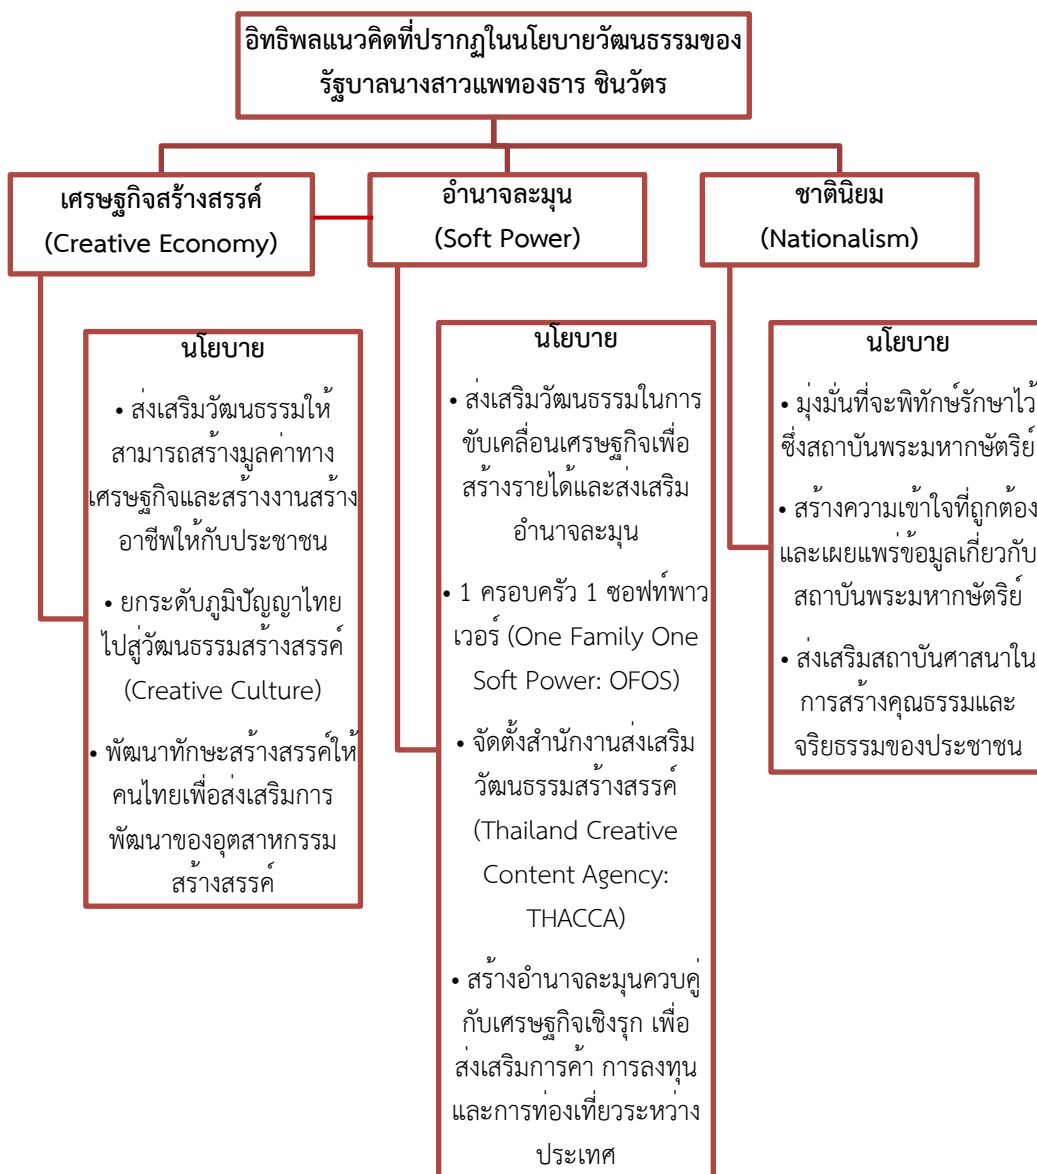 อิทธิพลแนวคิดที่ปรากฏในนโยบายวัฒนธรรมของ
รัฐบาลนางสาวแพทองธาร ชินวัตร
เศรษฐกิจสร้างสรรค์
(Creative Economy)
อำนาจละมุน
(Soft Power)
ชาตินิยม
(Nationalism)
นโยบาย
• ส่งเสริมวัฒนธรรมให้
สามารถสร้างมูลค่าทาง
เศรษฐกิจและสร้างงานสร้าง
อาชีพให้กับประชาชน
• ยกระดับภูมิปัญญาไทย
ไปสู่วัฒนธรรมสร้างสรรค์
(Creative Culture)
• พัฒนาทักษะสร้างสรรค์ให้
คนไทยเพื่อส่งเสริมการ
พัฒนาของอุตสาหกรรม
สร้างสรรค์
นโยบาย
• ส่งเสริมวัฒนธรรมในการ
ขับเคลื่อนเศรษฐกิจเพื่อ
สร้างรายได้และส่งเสริม
อำนาจละมุน
• 1 ครอบครัว 1 ซอฟท์พาว
เวอร์ (One Family One
Soft Power: OFOS)
• จัดตั้งสำนักงานส่งเสริม
วัฒนธรรมสร้างสรรค์
(Thailand Creative
Content Agency:
THACCA)
• สร้างอำนาจละมุนควบคู่
กับเศรษฐกิจเชิงรุก เพื่อ
ส่งเสริมการค้า การลงทุน
และการท่องเที่ยวระหว่าง
ประเทศ
นโยบาย
• มุ่งมั่นที่จะพิทักษ์รักษาไว้
ซึ่งสถาบันพระมหากษัตริย์
• สร้างความเข้าใจที่ถูกต้อง
และเผยแพร่ข้อมูลเกี่ยวกับ
สถาบันพระมหากษัตริย์
• ส่งเสริมสถาบันศาสนาใน
การสร้างคุณธรรมและ
จริยธรรมของประชาชน